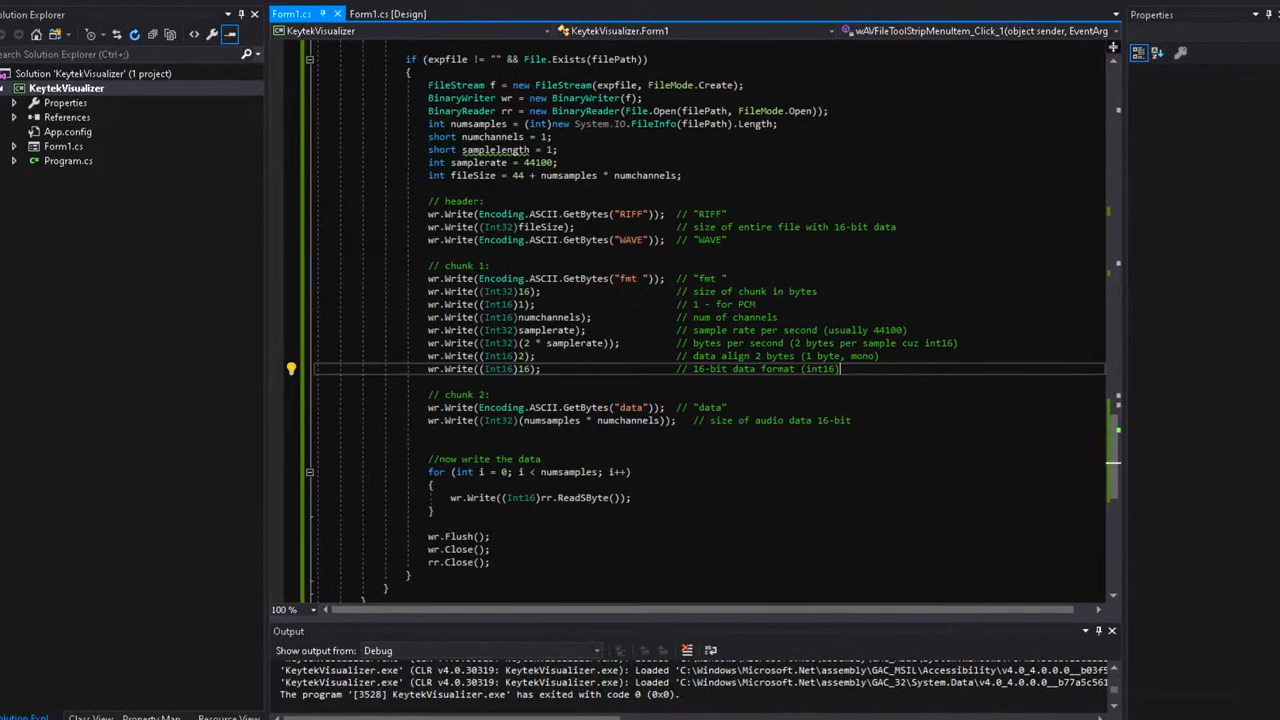 olution Explorer
earch Solution Explorer (Ctrl+;)
Solution 'KeytekVisualizer' (1 project)
KeytekVisualizer
Properties
References
App.config
Form1.cs
Program.cs
Form1.cs
Form1.cs [Design]
KeytekVisualizer
KeytekVisualizer.Form1
wAVFileToolStripMenuItem_Click_1(object sender, EventArg
if (expfile != "" && File.Exists(filePath))
{
FileStream f = new FileStream(expfile, FileMode.Create);
BinaryWriter wr = new BinaryWriter(f);
BinaryReader rr = new BinaryReader(File.Open(filePath, FileMode.Open));
int numsamples = (int)new System.IO.FileInfo(filePath).Length;
short numchannels = 1;
short samplelength = 1;
int samplerate = 44100;
int fileSize = 44 + numsamples * numchannels;
// header:
wr.Write(Encoding.ASCII.GetBytes("RIFF")); // "RIFF"
wr.Write((Int32)fileSize); // size of entire file with 16-bit data
wr.Write(Encoding.ASCII.GetBytes("WAVE")); // "WAVE"
// chunk 1:
wr.Write(Encoding.ASCII.GetBytes("fmt ")); // "fmt "
wr.Write((Int32)16); // size of chunk in bytes
wr.Write((Int16)1); // 1 - for PCM
wr.Write((Int16)numchannels); // num of channels
wr.Write((Int32)samplerate); // sample rate per second (usually 44100)
wr.Write((Int32)(2 * samplerate)); // bytes per second (2 bytes per sample cuz int16)
wr.Write((Int16)2); // data align 2 bytes (1 byte, mono)
wr.Write((Int16)16); // 16-bit data format (int16)
// chunk 2:
wr.Write(Encoding.ASCII.GetBytes("data")); // "data"
wr.Write((Int32)(numsamples * numchannels)); // size of audio data 16-bit
//now write the data
for (int i = 0; i < numsamples; i++)
{
wr.Write((Int16)rr.ReadSByte());
}
wr.Flush();
wr.Close();
rr.Close();
}
}
}
100 %
Output
Show output from: Debug
'KeytekVisualizer.exe' (CLR v4.0.30319: KeytekVisualizer.exe): Loaded 'C:\Windows\Microsoft.Net\assembly\GAC_MSIL\Accessibility\v4.0_4.0.0.0__b03f5
'KeytekVisualizer.exe' (CLR v4.0.30319: KeytekVisualizer.exe): Loaded 'C:\Windows\Microsoft.Net\assembly\GAC_32\System.Data\v4.0_4.0.0.0__b77a5c561
The program '[3528] KeytekVisualizer.exe' has exited with code 0 (0x0).
Solution Expl...
Class View
Property Ma...
Resource View
Properties